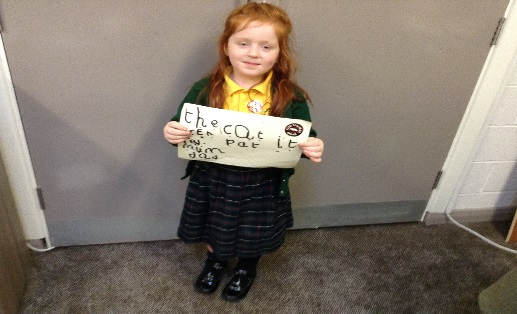 the cat it
pat
mum
dad